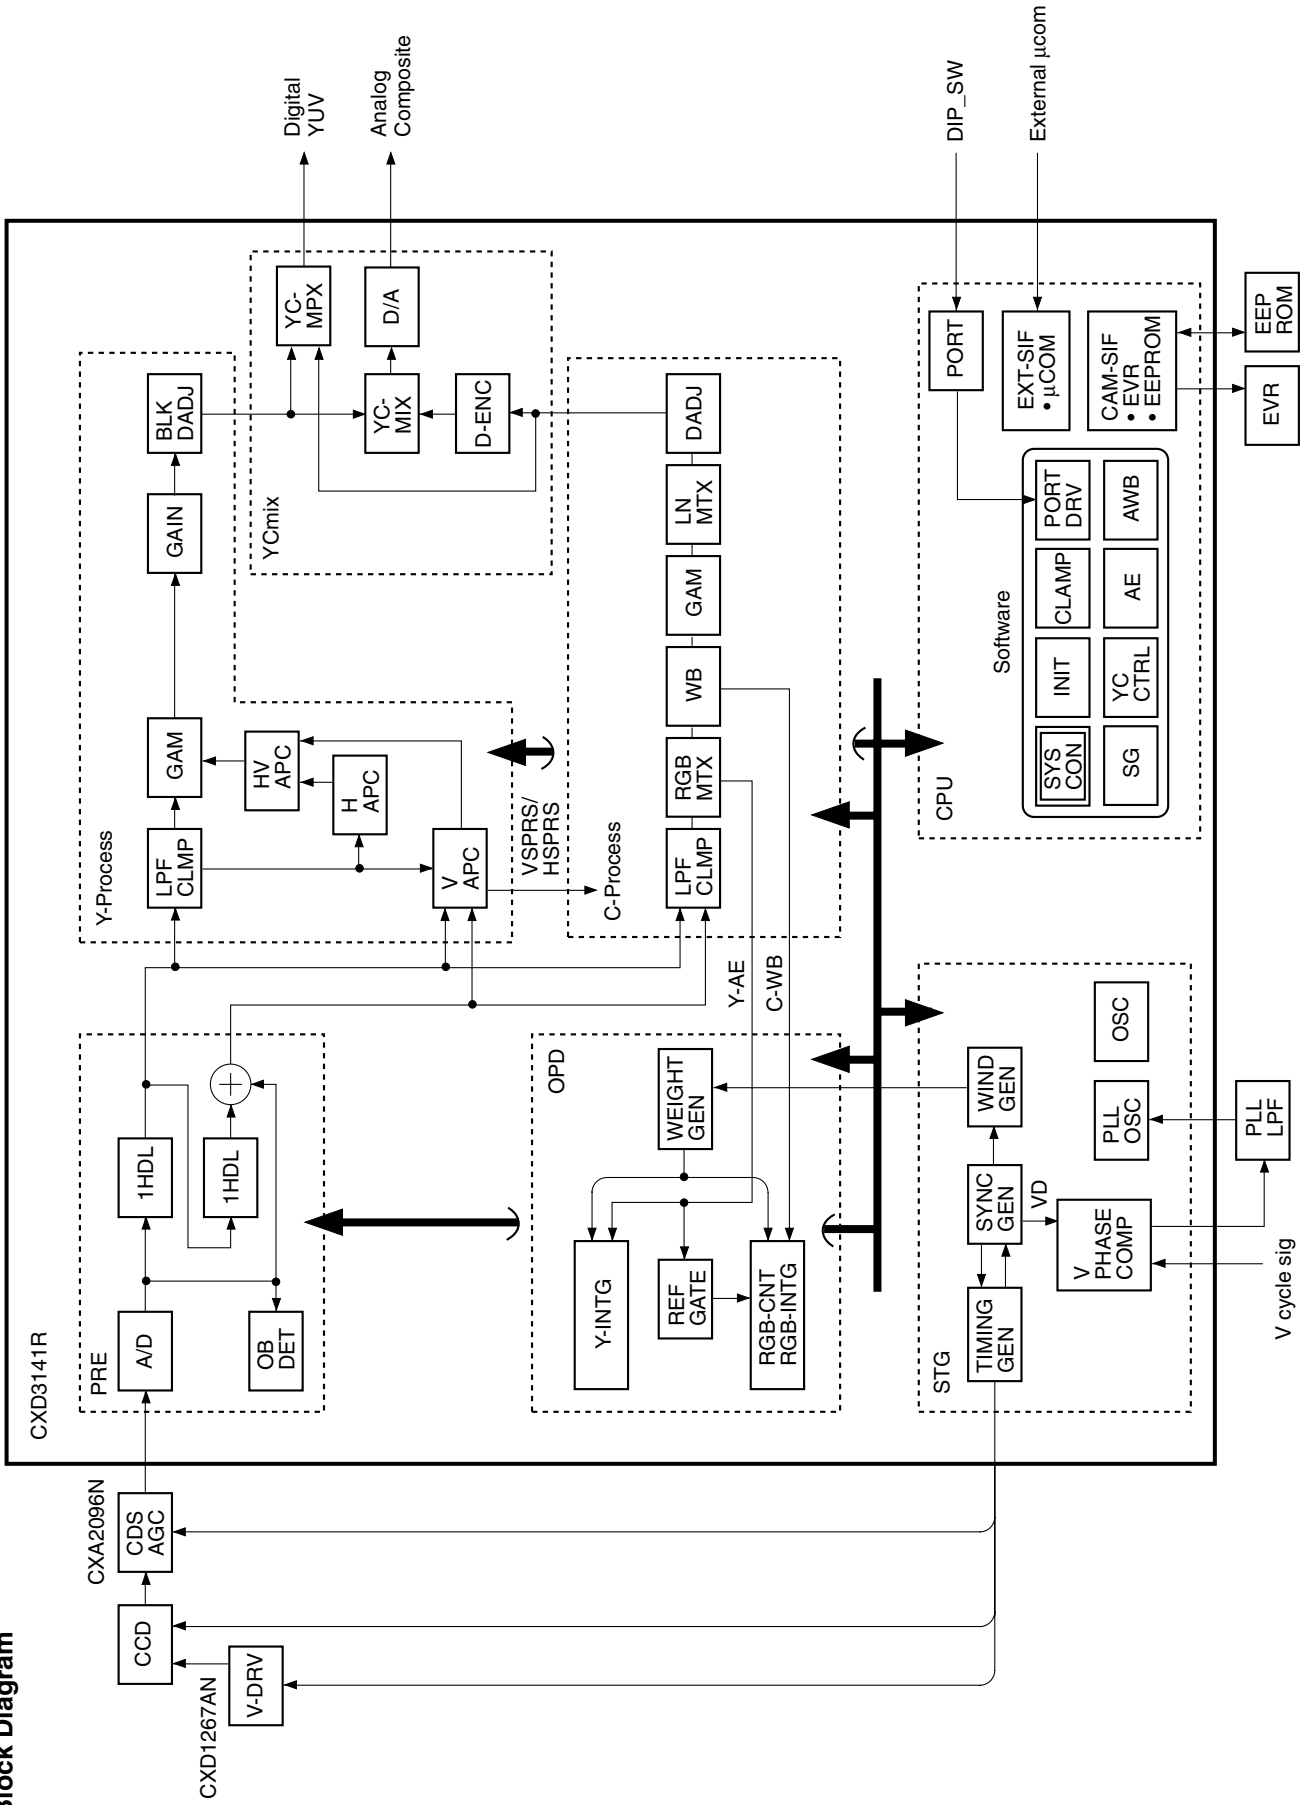 Block Diagram
CXD1267AN
V-DRV
CCD
CXA2096N
CDS
AGC
CXD3141R
PRE
A/D
OB
DET
1HDL
1HDL
Y-Process
LPF
CLMP
GAM
GAIN
BLK
DADJ
H
APC
HV
APC
V
APC
VSPRS/
HSPRS
YCmix
YC-
MPX
YC-
MIX
D/A
D-ENC
Digital
YUV
Analog
Composite
C-Process
LPF
CLMP
RGB
MTX
WB
GAM
LN
MTX
DADJ
Y-AE
C-WB
OPD
Y-INTG
REF
GATE
WEIGHT
GEN
RGB-CNT
RGB-INTG
STG
TIMING
GEN
SYNC
GEN
WIND
GEN
VD
V
PHASE
COMP
PLL
OSC
OSC
PLL
LPF
V cycle sig
CPU
Software
SYS
CON
INIT
CLAMP
PORT
DRV
SG
YC
CTRL
AE
AWB
PORT
EXT-SIF
• µCOM
CAM-SIF
• EVR
• EEPROM
DIP_SW
External µcom
EVR
EEP
ROM